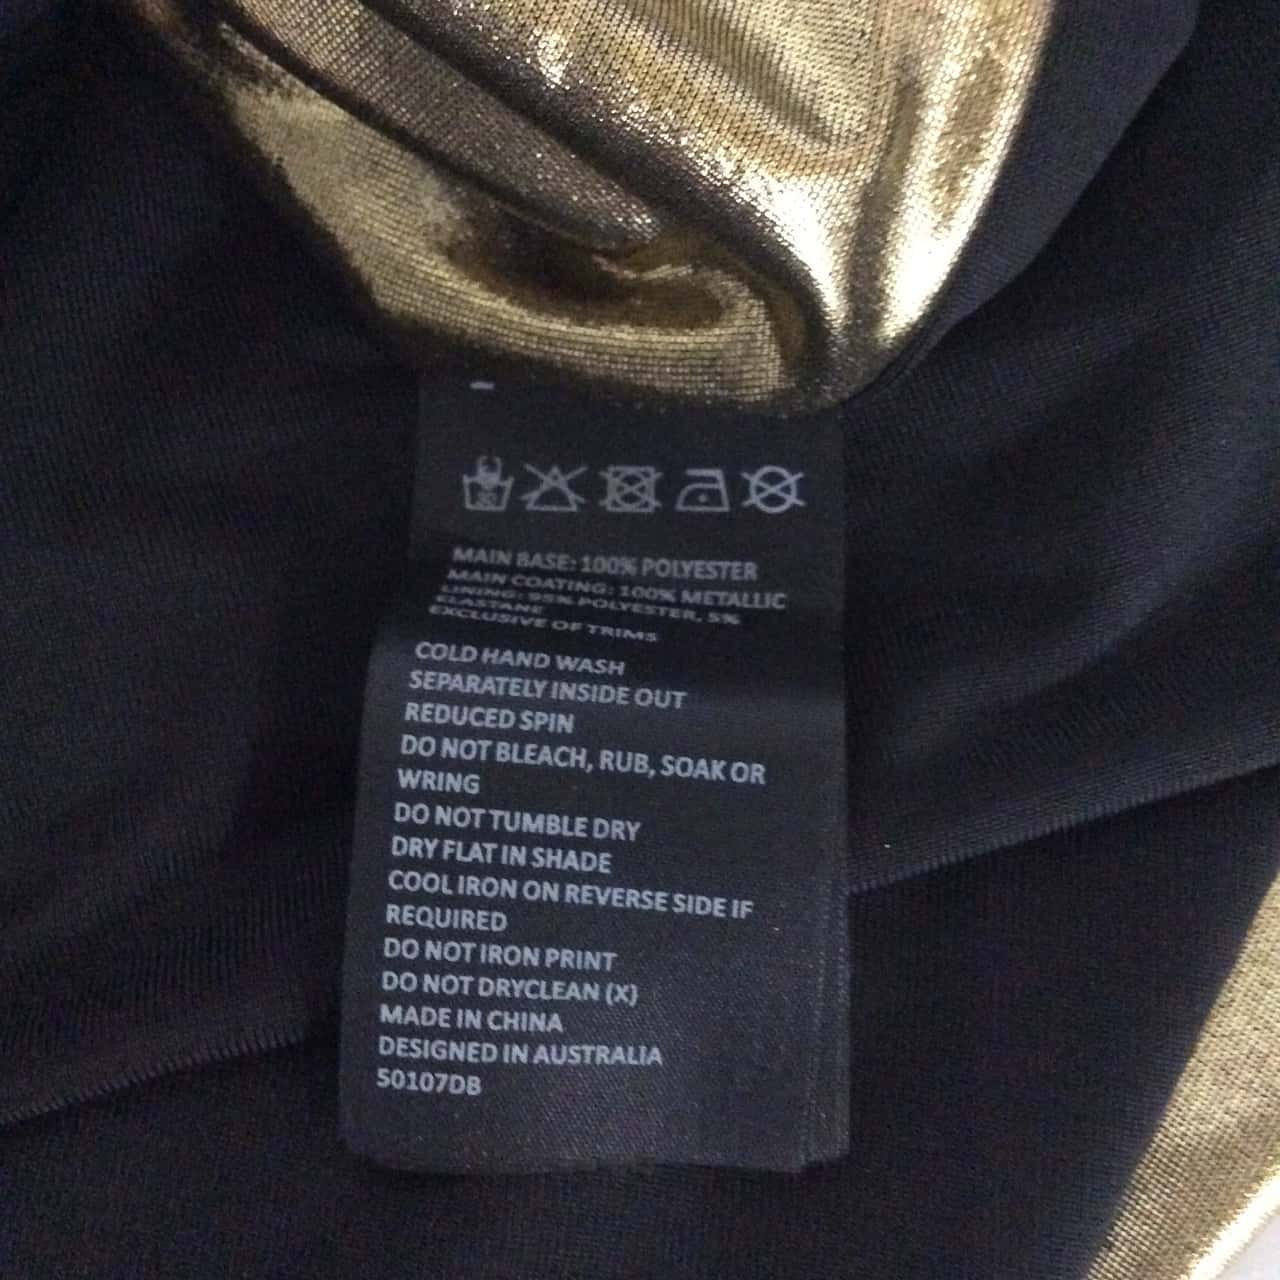 MAIN BASE: 100% POLYESTER
MAIN COATING: 100% METALLIC
LINING: 95% POLYESTER, 5%
ELASTANE
EXCLUSIVE OF TRIMS
COLD HAND WASH
SEPARATELY INSIDE OUT
REDUCED SPIN
DO NOT BLEACH, RUB, SOAK OR
WRING
DO NOT TUMBLE DRY
DRY FLAT IN SHADE
COOL IRON ON REVERSE SIDE IF
REQUIRED
DO NOT IRON PRINT
DO NOT DRYCLEAN (X)
MADE IN CHINA
DESIGNED IN AUSTRALIA
50107DB